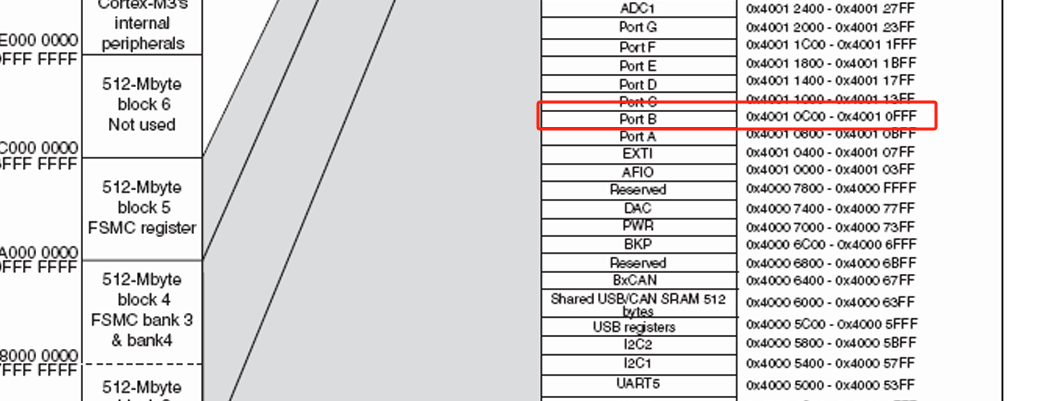 Cortex-M3's
internal
peripherals
E000 0000
DFFF FFFF
512-Mbyte
block 6
Not used
C000 0000
BFFF FFFF
512-Mbyte
block 5
FSMC register
A000 0000
9FFF FFFF
512-Mbyte
block 4
FSMC bank 3
& bank4
8000 0000
7FFF FFFF
512-Mbyte
ADC1 0x4001 2400 - 0x4001 27FF
Port G 0x4001 2000 - 0x4001 23FF
Port F 0x4001 1C00 - 0x4001 1FFF
Port E 0x4001 1800 - 0x4001 1BFF
Port D 0x4001 1400 - 0x4001 17FF
Port C 0x4001 1000 - 0x4001 13FF
Port B 0x4001 0C00 - 0x4001 0FFF
Port A 0x4001 0800 - 0x4001 0BFF
EXTI 0x4001 0400 - 0x4001 07FF
AFIO 0x4001 0000 - 0x4001 03FF
Reserved 0x4000 7800 - 0x4000 FFFF
DAC 0x4000 7400 - 0x4000 77FF
PWR 0x4000 7000 - 0x4000 73FF
BKP 0x4000 6C00 - 0x4000 6FFF
Reserved 0x4000 6800 - 0x4000 6BFF
BxCAN 0x4000 6400 - 0x4000 67FF
Shared USB/CAN SRAM 512
bytes 0x4000 6000 - 0x4000 63FF
USB registers 0x4000 5C00 - 0x4000 5FFF
I2C2 0x4000 5800 - 0x4000 5BFF
I2C1 0x4000 5400 - 0x4000 57FF
UART5 0x4000 5000 - 0x4000 53FF